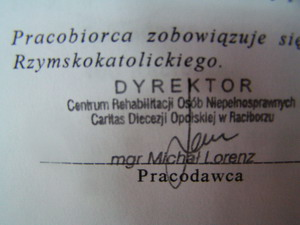 Pracobiorca zobowiązuje się
Rzymskokatolickiego.
DYREKTOR
Centrum Rehabilitacji Osób Niepełnosprawnych
Caritas Diecezji Opolskiej w Raciborzu
mgr Michał Lorenz
Pracodawca